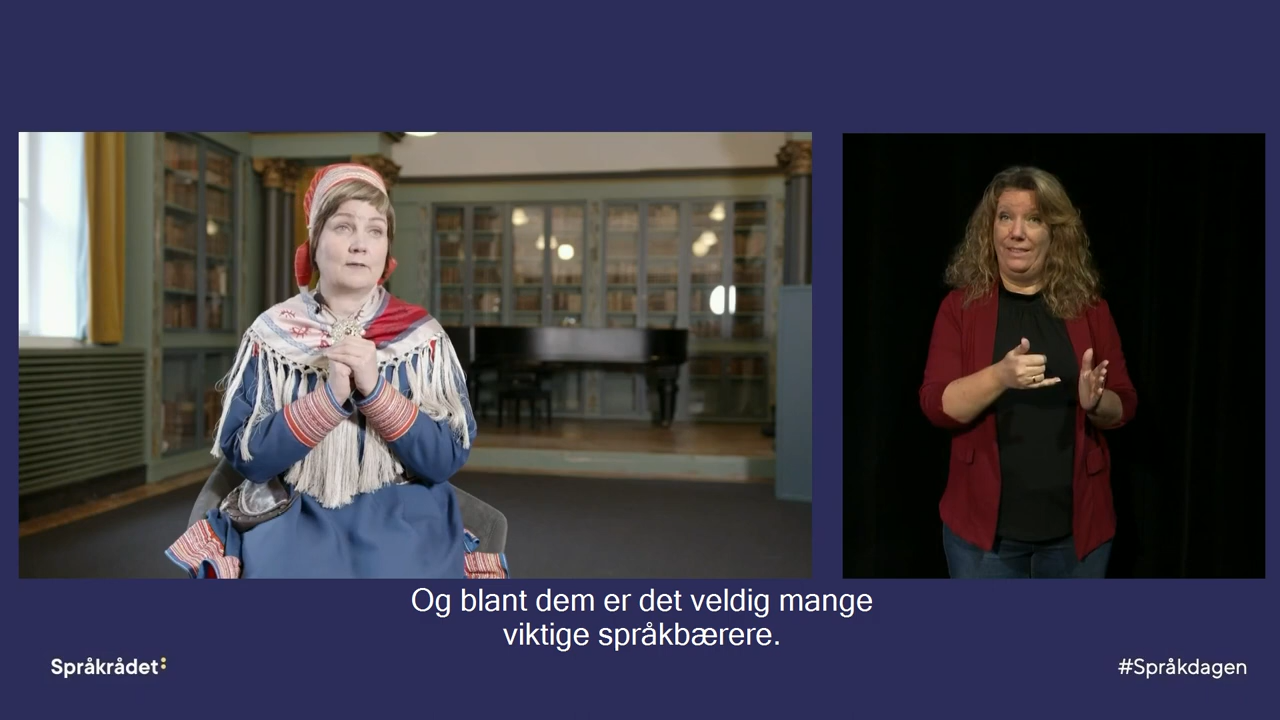 Og blant dem er det veldig mange
viktige språkbærere.
Språkrådet:
#Språkdagen